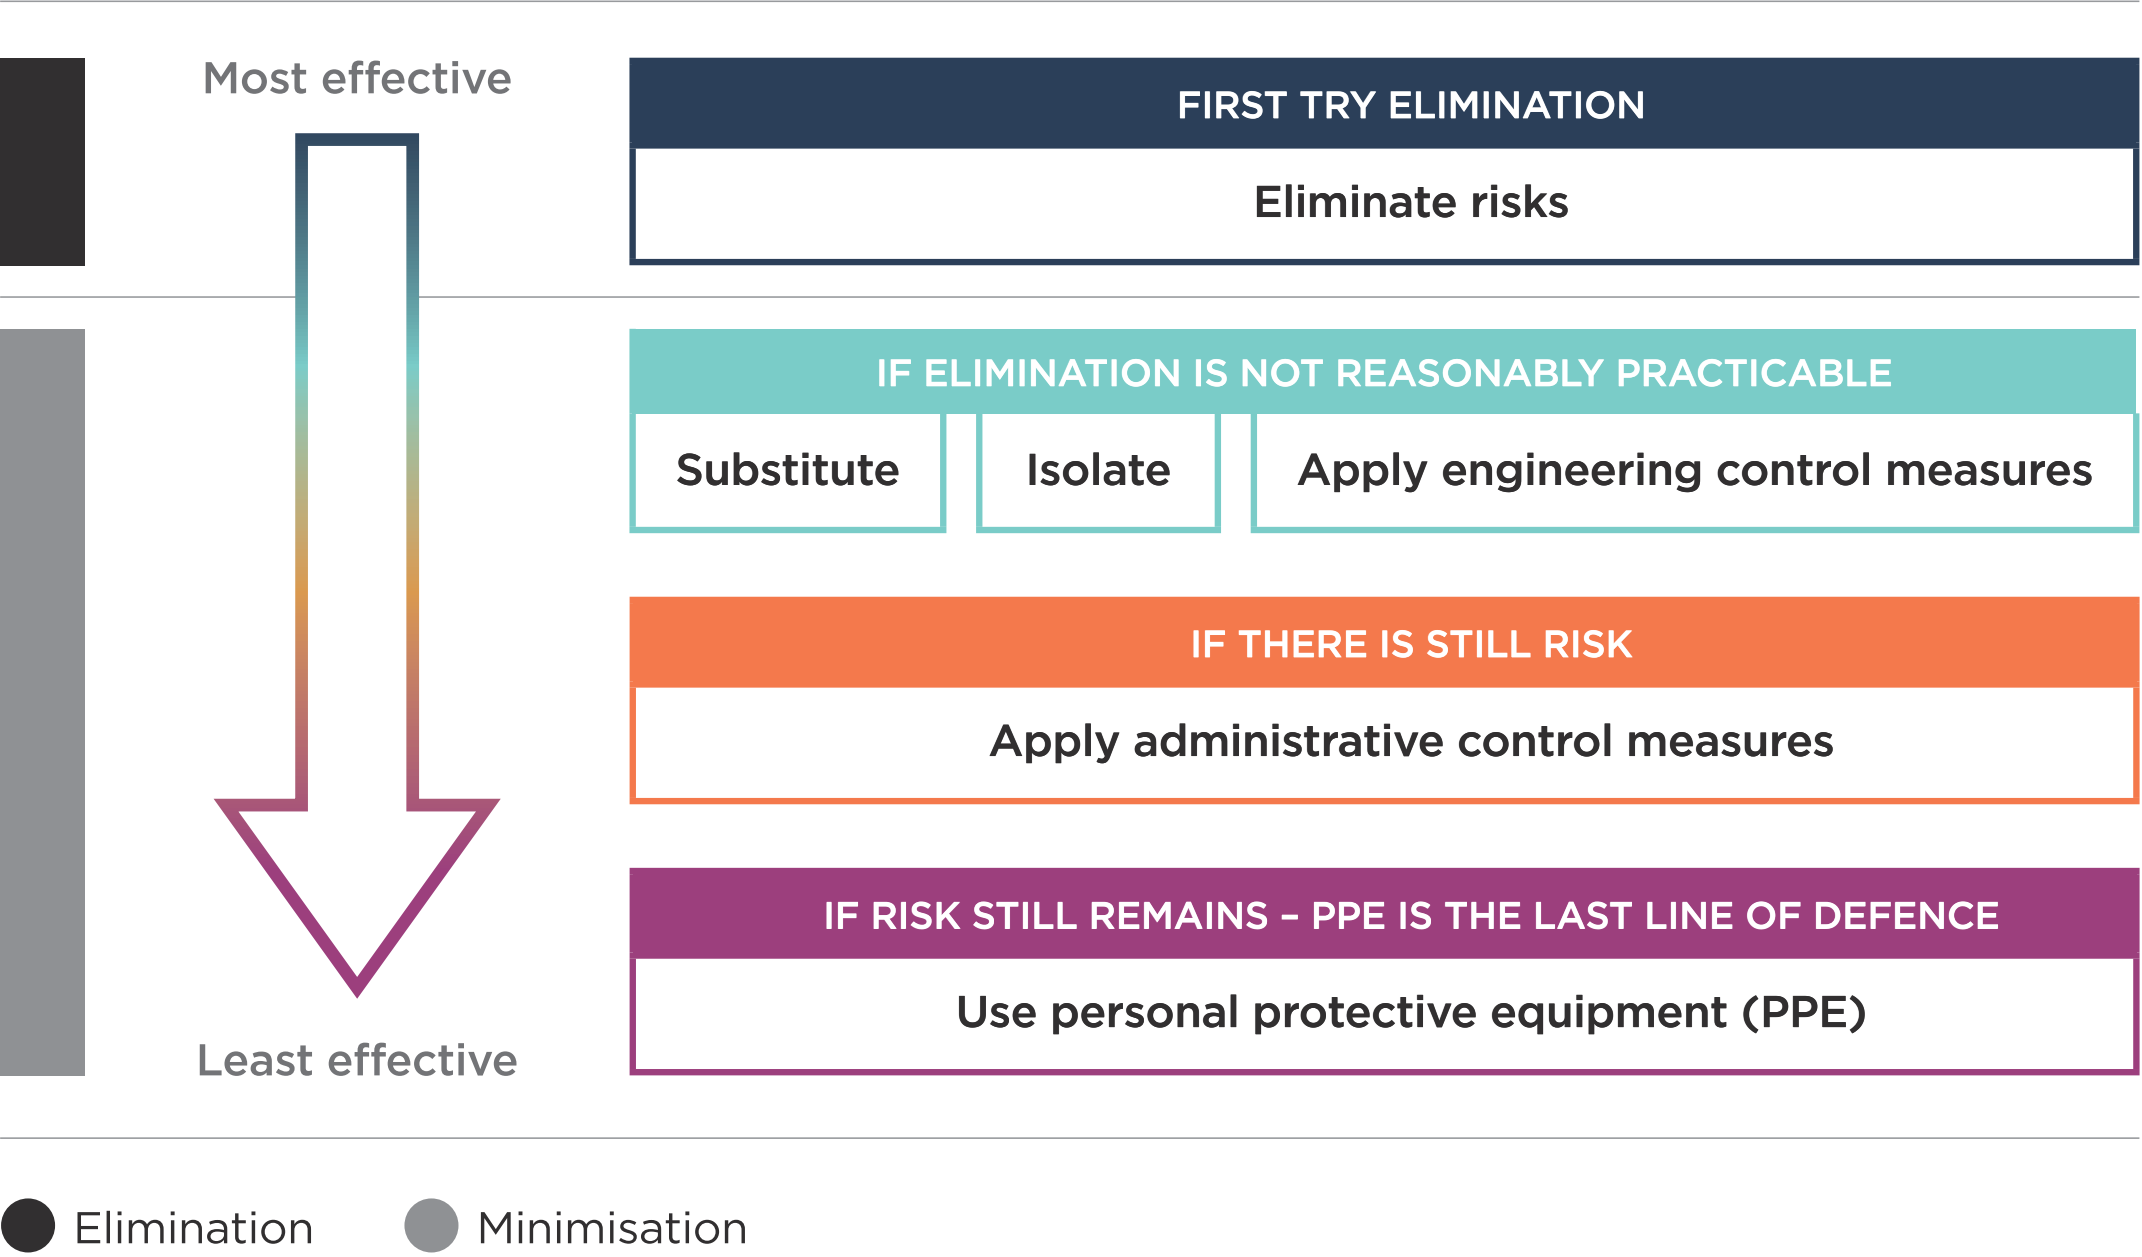 Most effective
FIRST TRY ELIMINATION
Eliminate risks
IF ELIMINATION IS NOT REASONABLY PRACTICABLE
Substitute
Isolate
Apply engineering control measures
IF THERE IS STILL RISK
Apply administrative control measures
IF RISK STILL REMAINS – PPE IS THE LAST LINE OF DEFENCE
Use personal protective equipment (PPE)
Least effective
Elimination
Minimisation